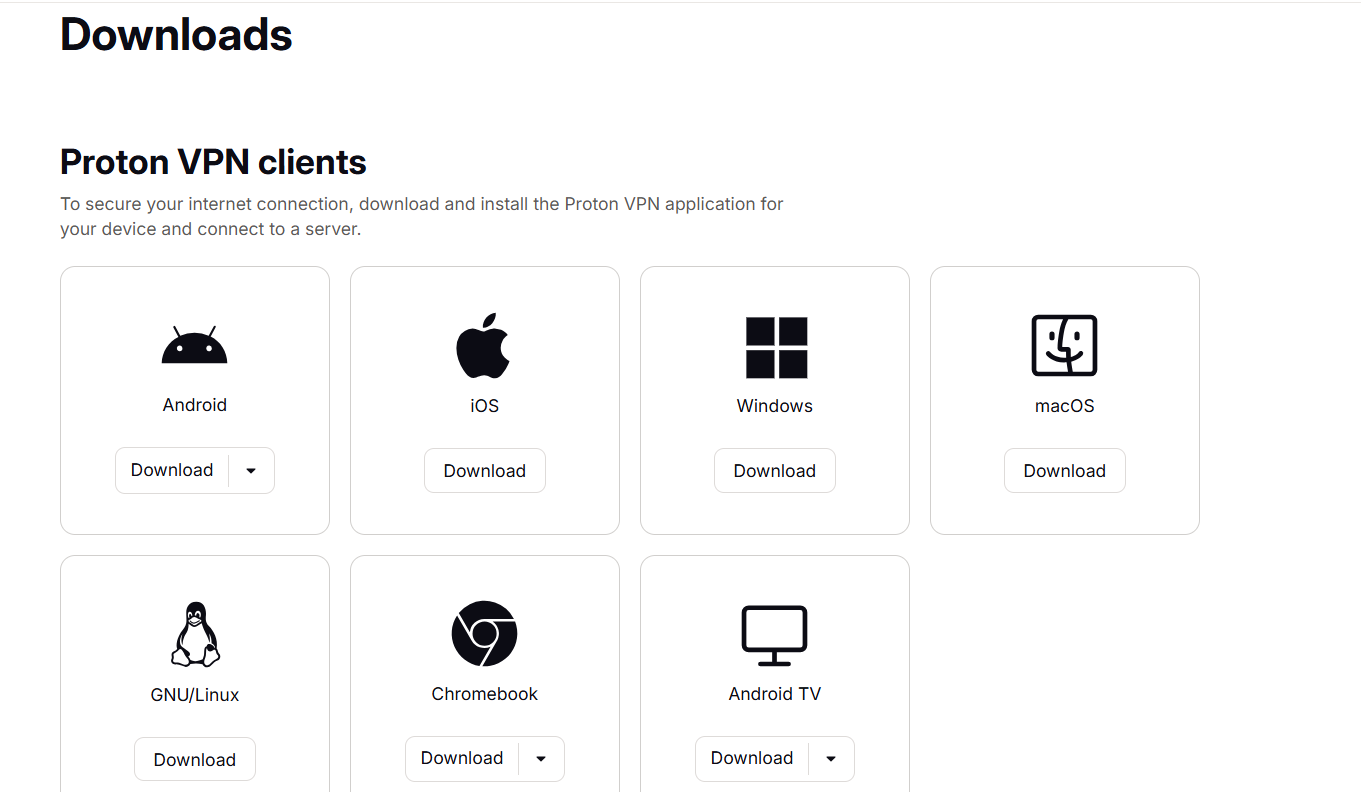 Downloads
Proton VPN clients
To secure your internet connection, download and install the Proton VPN application for
your device and connect to a server.
Android
iOS
Windows
macOS
Download
Download
Download
Download
GNU/Linux
Chromebook
Android TV
Download
Download
Download